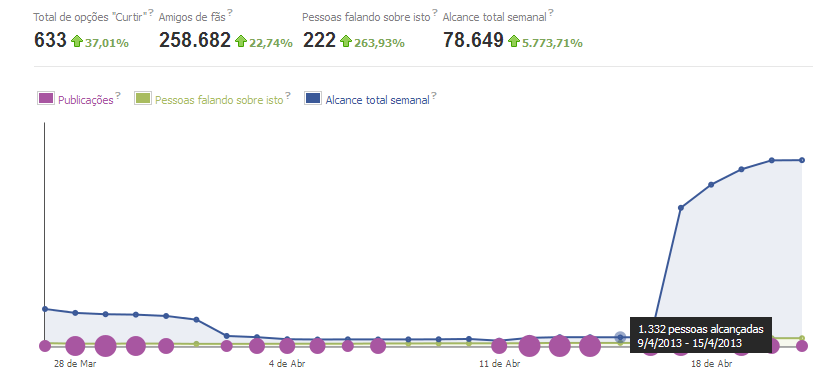 Total de opções "Curtir"? Amigos de fãs? Pessoas falando sobre isto? Alcance total semanal?
633 37,01% 258.682 22,74% 222 263,93% 78.649 5.773,71%
Publicações? Pessoas falando sobre isto? Alcance total semanal?
1.332 pessoas alcançadas
9/4/2013 - 15/4/2013
28 de Mar 4 de Abr 11 de Abr 18 de Abr